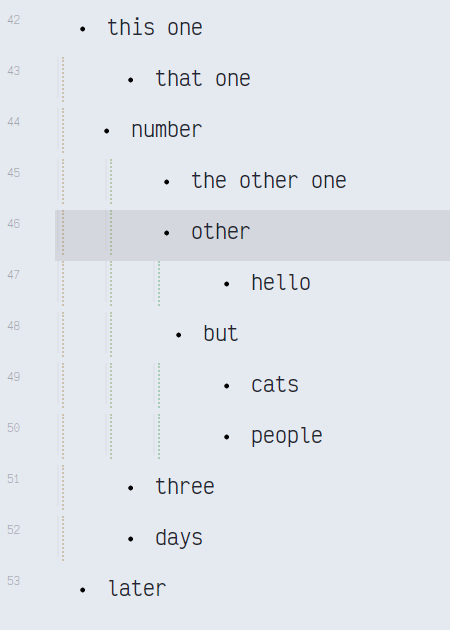 42 • this one
43 • that one
44 • number
45 • the other one
46 • other
47 • hello
48 • but
49 • cats
50 • people
51 • three
52 • days
53 • later